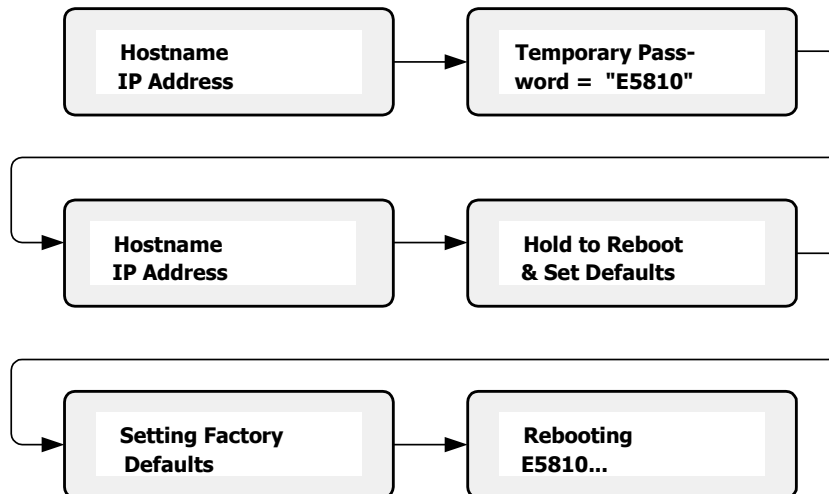 Hostname
IP Address
Temporary Pass-
word =  "E5810"
Hostname
IP Address
Hold to Reboot
& Set Defaults
Setting Factory
Defaults
Rebooting
E5810...